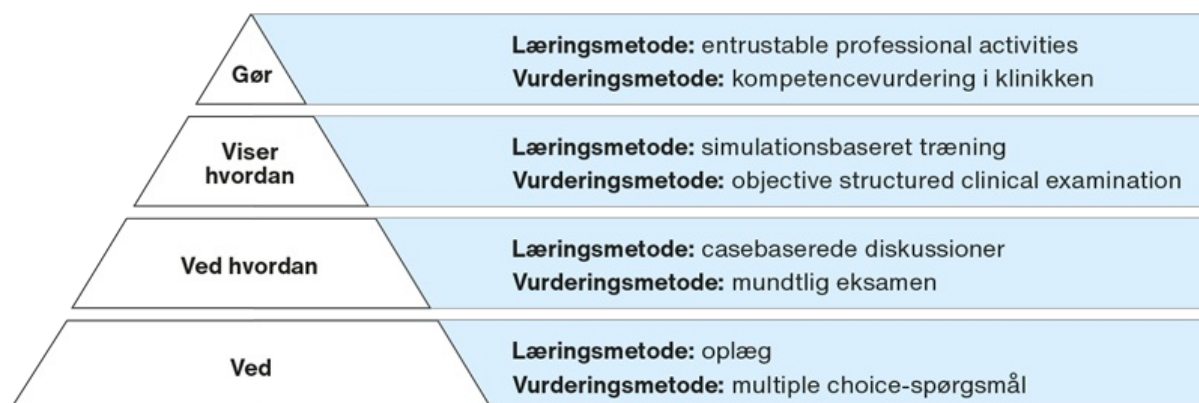 Gør
Læringsmetode: entrustable professional activities
Vurderingsmetode: kompetencevurdering i klinikken
Viser
hvordan
Læringsmetode: simulationsbaseret træning
Vurderingsmetode: objective structured clinical examination
Ved hvordan
Læringsmetode: casebaserede diskussioner
Vurderingsmetode: mundtlig eksamen
Ved
Læringsmetode: oplæg
Vurderingsmetode: multiple choice-spørgsmål